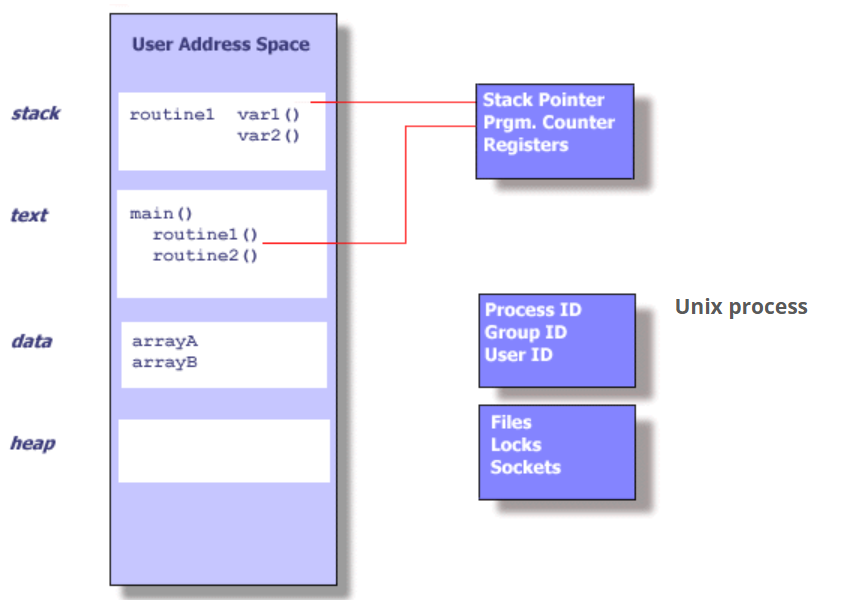 User Address Space
stack
routine1 var1()
var2()
text
main()
routine1()
routine2()
data
arrayA
arrayB
heap
Stack Pointer
Prgm. Counter
Registers
Process ID
Group ID
User ID
Files
Locks
Sockets
Unix process